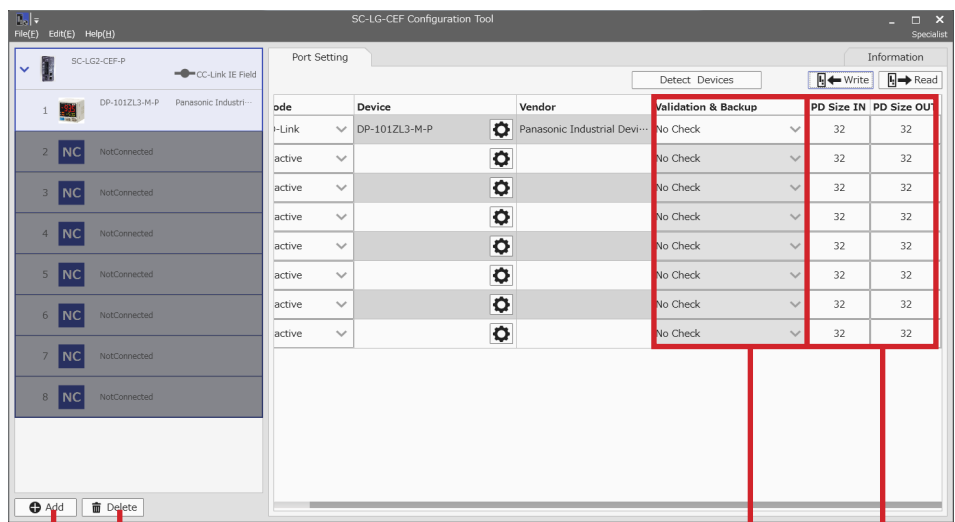 SC-LG-CEF Configuration Tool
File(F) Edit(E) Help(H)
Specialist
SC-LG2-CEF-P
CC-Link IE Field
1 DP-101ZL3-M-P Panasonic Industri···
2 NC NotConnected
3 NC NotConnected
4 NC NotConnected
5 NC NotConnected
6 NC NotConnected
7 NC NotConnected
8 NC NotConnected
Add Delete
Port Setting Information
Detect Devices Write Read
ode Device Vendor Validation & Backup PD Size IN PD Size OUT
-Link DP-101ZL3-M-P Panasonic Industrial Devi··· No Check 32 32
active No Check 32 32
active No Check 32 32
active No Check 32 32
active No Check 32 32
active No Check 32 32
active No Check 32 32
active No Check 32 32